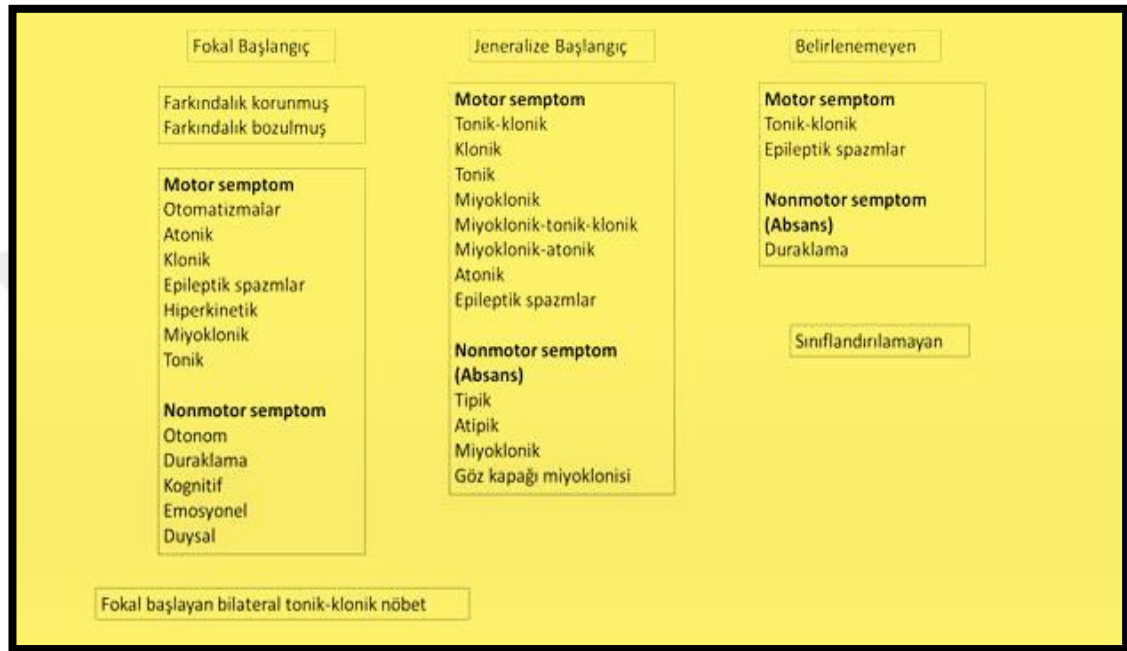 Fokal Başlangıç
Farkındalık korunmuş
Farkındalık bozulmuş
Motor semptom
Otomatizmalar
Atonik
Klonik
Epileptik spazmlar
Hiperkinetik
Miyoklonik
Tonik
Nonmotor semptom
Otonom
Duraklama
Kognitif
Emosyonel
Duysal
Fokal başlayan bilateral tonik-klonik nöbet
Jeneralize Başlangıç
Motor semptom
Tonik-klonik
Klonik
Tonik
Miyoklonik
Miyoklonik-tonik-klonik
Miyoklonik-atonik
Atonik
Epileptik spazmlar
Nonmotor semptom
(Absans)
Tipik
Atipik
Miyoklonik
Göz kapağı miyoklonisi
Belirlenemeyen
Motor semptom
Tonik-klonik
Epileptik spazmlar
Nonmotor semptom
(Absans)
Duraklama
Sınıflandırılamayan